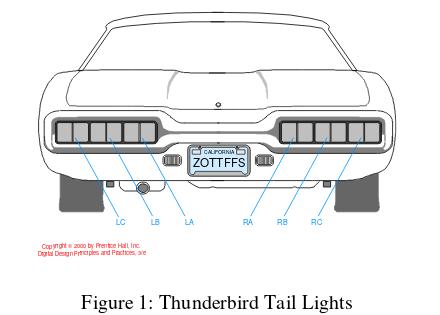 CALIFORNIA
ZOTTFFS
LC LB LA RA RB RC
Copyright © 2000 by Prentice Hall, Inc.
Digital Design Principles and Practices, 3/e
Figure 1: Thunderbird Tail Lights